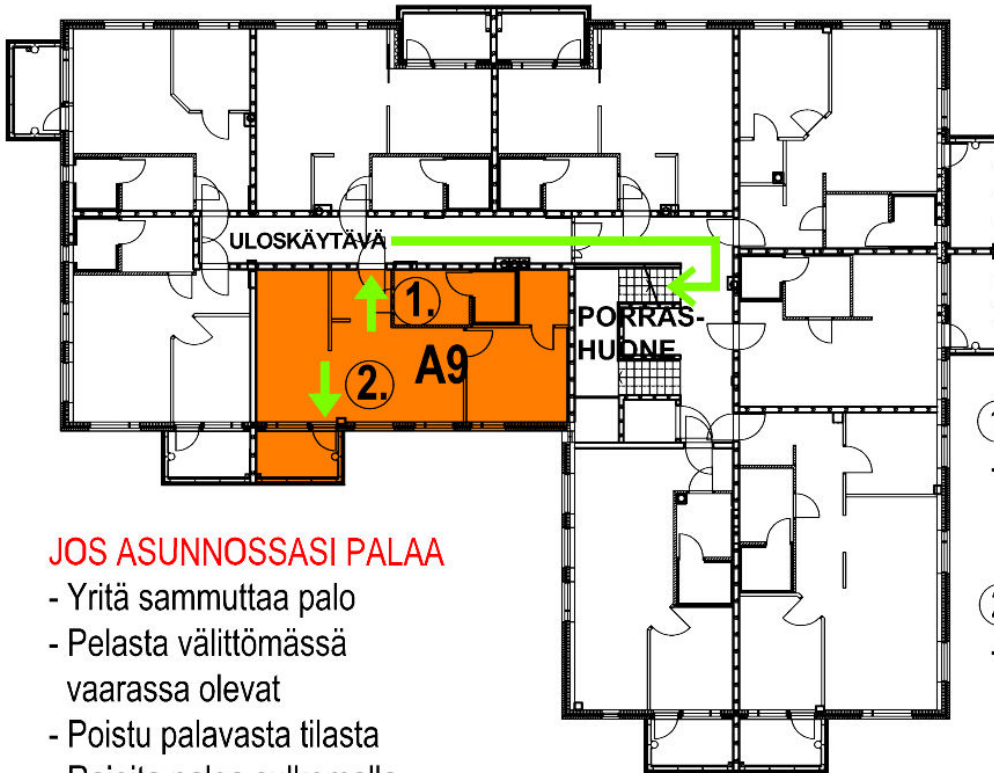 ULOSKÄYTÄVÄ
1.
PORRAS-
HUONE
A9
2.
JOS ASUNNOSSASI PALAA
- Yritä sammuttaa palo
- Pelasta välittömässä
vaarassa olevat
- Poistu palavasta tilasta